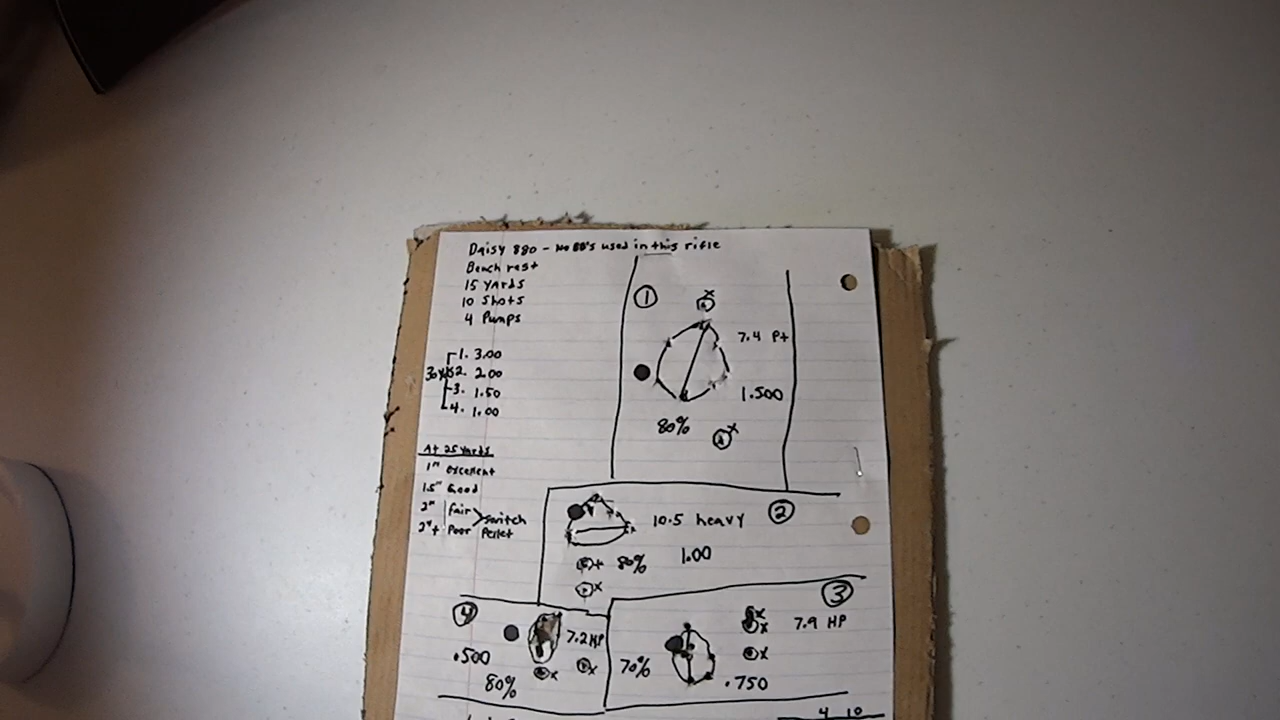 Daisy 880 - No BB's used in this rifle
Bench rest
15 Yards
10 Shots
4 Pumps
1. 3.00
2. 2.00
3. 1.50
4. 1.00
At 25 yards
1" excellent
1.5" Good
2" fair
2"+ Poor
switch
Pellet
1
x
7.4 Pt
1.500
80%
x
2
10.5 heavy
1.00
80%
x
3
7.9 HP
x
x
x
70%
.750
4
7.2 HP
.500
x
x
80%
4 10